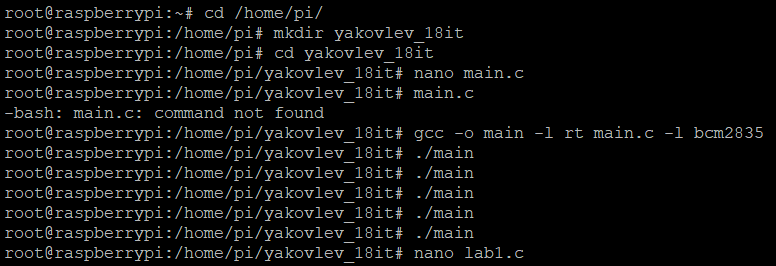 root@raspberrypi:~# cd /home/pi/
root@raspberrypi:/home/pi# mkdir yakovlev_18it
root@raspberrypi:/home/pi# cd yakovlev_18it
root@raspberrypi:/home/pi/yakovlev_18it# nano main.c
root@raspberrypi:/home/pi/yakovlev_18it# main.c
-bash: main.c: command not found
root@raspberrypi:/home/pi/yakovlev_18it# gcc -o main -l rt main.c -l bcm2835
root@raspberrypi:/home/pi/yakovlev_18it# ./main
root@raspberrypi:/home/pi/yakovlev_18it# ./main
root@raspberrypi:/home/pi/yakovlev_18it# ./main
root@raspberrypi:/home/pi/yakovlev_18it# ./main
root@raspberrypi:/home/pi/yakovlev_18it# ./main
root@raspberrypi:/home/pi/yakovlev_18it# nano lab1.c